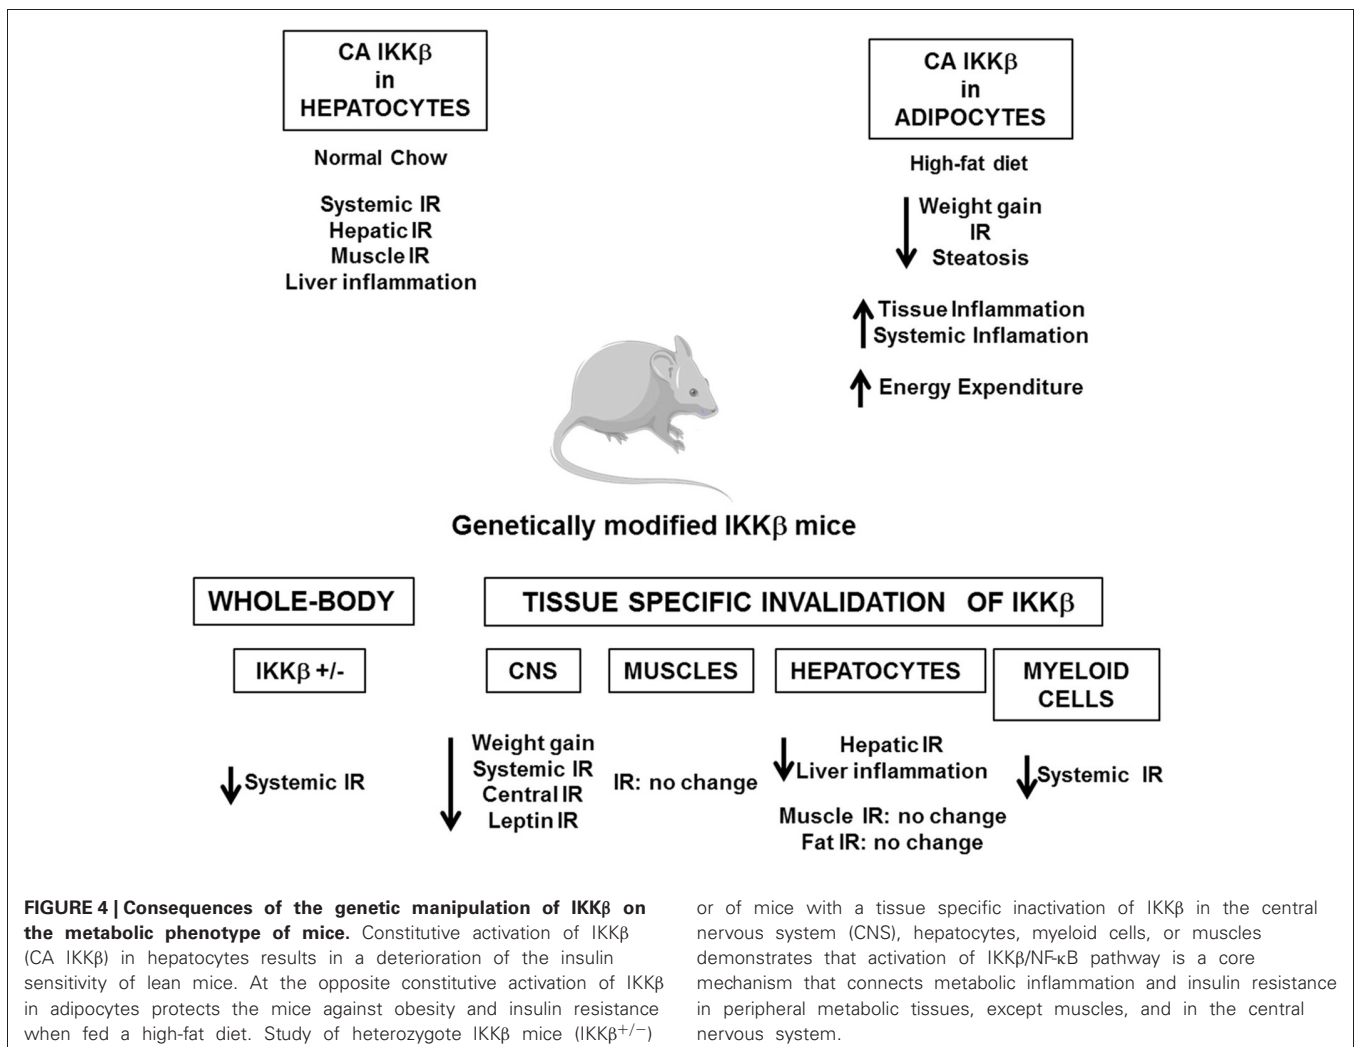 CA IKKβ
in
HEPATOCYTES
Normal Chow
Systemic IR
Hepatic IR
Muscle IR
Liver inflammation
CA IKKβ
in
ADIPOCYTES
High-fat diet
Weight gain
IR
Steatosis
Tissue Inflammation
Systemic Inflamation
Energy Expenditure
Genetically modified IKKβ mice
WHOLE-BODY
IKKβ +/-
Systemic IR
TISSUE SPECIFIC INVALIDATION OF IKKβ
CNS
Weight gain
Systemic IR
Central IR
Leptin IR
MUSCLES
IR: no change
HEPATOCYTES
Hepatic IR
Liver inflammation
Muscle IR: no change
Fat IR: no change
MYELOID
CELLS
Systemic IR
FIGURE 4 | Consequences of the genetic manipulation of IKKβ on
the metabolic phenotype of mice. Constitutive activation of IKKβ
(CA IKKβ) in hepatocytes results in a deterioration of the insulin
sensitivity of lean mice. At the opposite constitutive activation of IKKβ
in adipocytes protects the mice against obesity and insulin resistance
when fed a high-fat diet. Study of heterozygote IKKβ mice (IKKβ+/−)
or of mice with a tissue specific inactivation of IKKβ in the central
nervous system (CNS), hepatocytes, myeloid cells, or muscles
demonstrates that activation of IKKβ/NF-κB pathway is a core
mechanism that connects metabolic inflammation and insulin resistance
in peripheral metabolic tissues, except muscles, and in the central
nervous system.